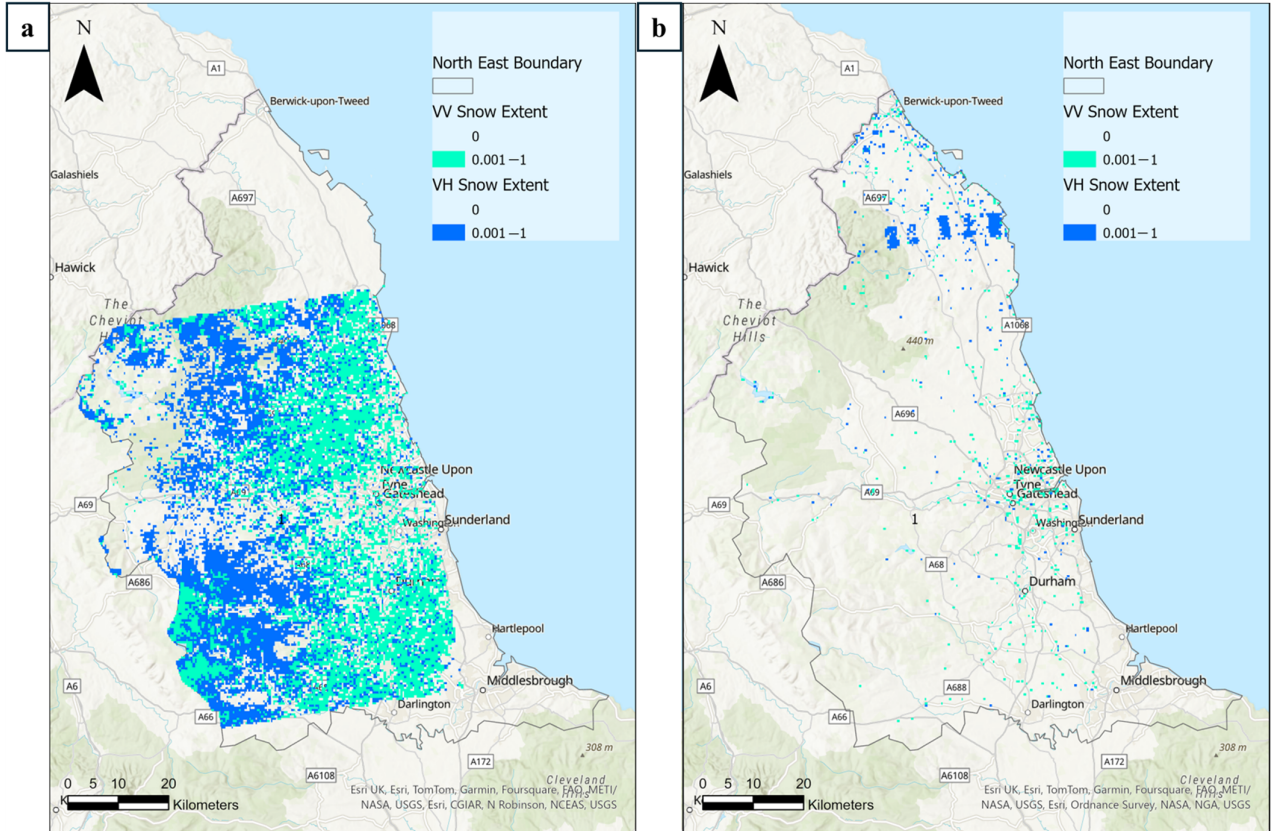 a
N
North East Boundary
VV Snow Extent
0
0.001—1
VH Snow Extent
0
0.001—1
A1
Berwick-upon-Tweed
Galashiels
A697
Hawick
The
Cheviot
Newcastle Upon
Tyne
Gateshead
A69
A69
1
Washington
Sunderland
A68
A686
Hartlepool
A6
Middlesbrough
A66
Darlington
308 m
A172
A6108
Cleveland
Hills
0 5 10 20
Kilometers
Esri UK, Esri, TomTom, Garmin, Foursquare, FAO, METI/
NASA, USGS, Esri, CGIAR, N Robinson, NCEAS, USGS
b
N
North East Boundary
VV Snow Extent
0
0.001—1
VH Snow Extent
0
0.001—1
A1
Berwick-upon-Tweed
Galashiels
A697
Hawick
The
Cheviot
Hills
A1068
440 m
A696
Newcastle Upon
Tyne
Gateshead
A69
A69
1
Washington
Sunderland
A68
A686
Durham
Hartlepool
A6
A688
Middlesbrough
A66
Darlington
308 m
A172
A6108
Cleveland
Hills
0 5 10 20
Kilometers
Esri UK, Esri, TomTom, Garmin, Foursquare, FAO, METI/
NASA, USGS, Esri, Ordnance Survey, NASA, NGA, USGS